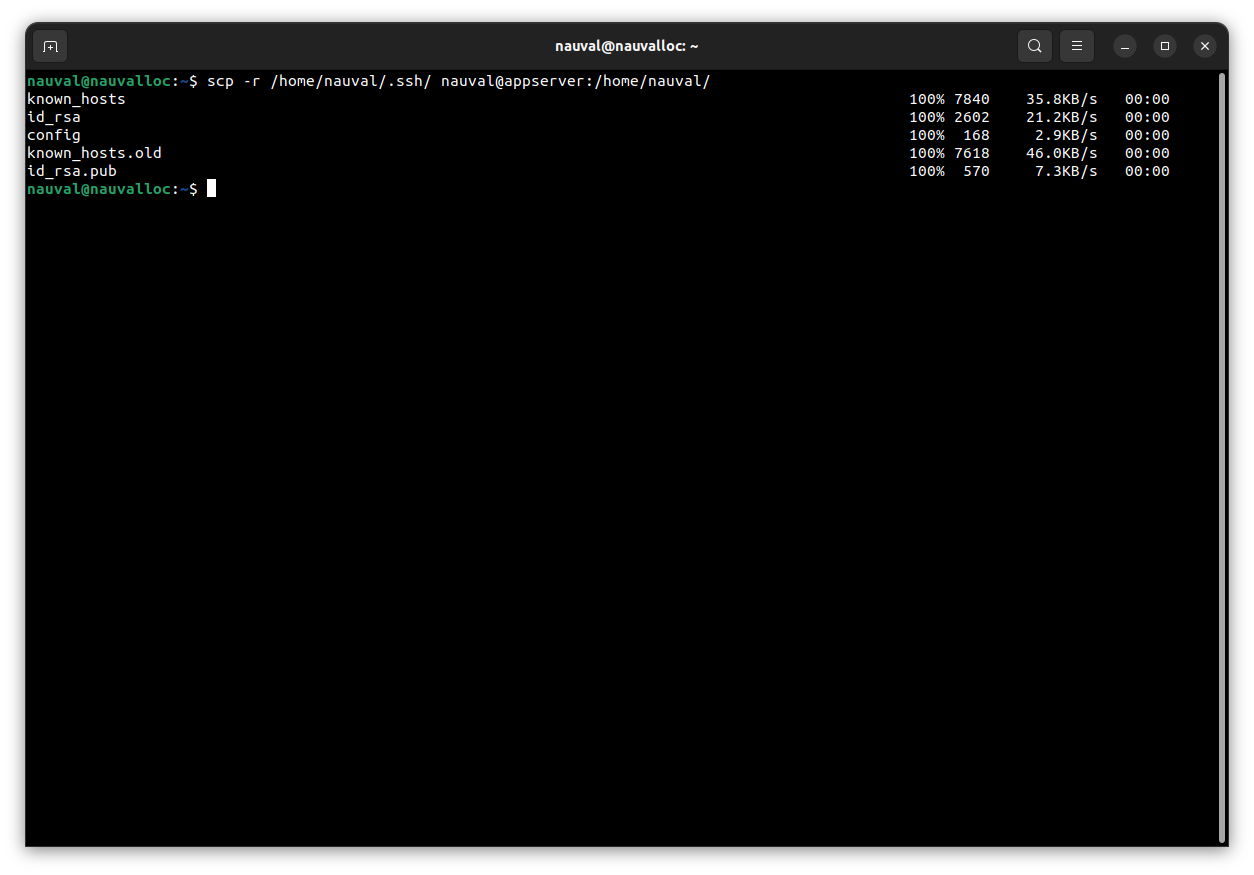 nauval@nauvalloc: ~
nauval@nauvalloc:~$ scp -r /home/nauval/.ssh/ nauval@appserver:/home/nauval/
known_hosts 100% 7840 35.8KB/s 00:00
id_rsa 100% 2602 21.2KB/s 00:00
config 100% 168 2.9KB/s 00:00
known_hosts.old 100% 7618 46.0KB/s 00:00
id_rsa.pub 100% 570 7.3KB/s 00:00
nauval@nauvalloc:~$